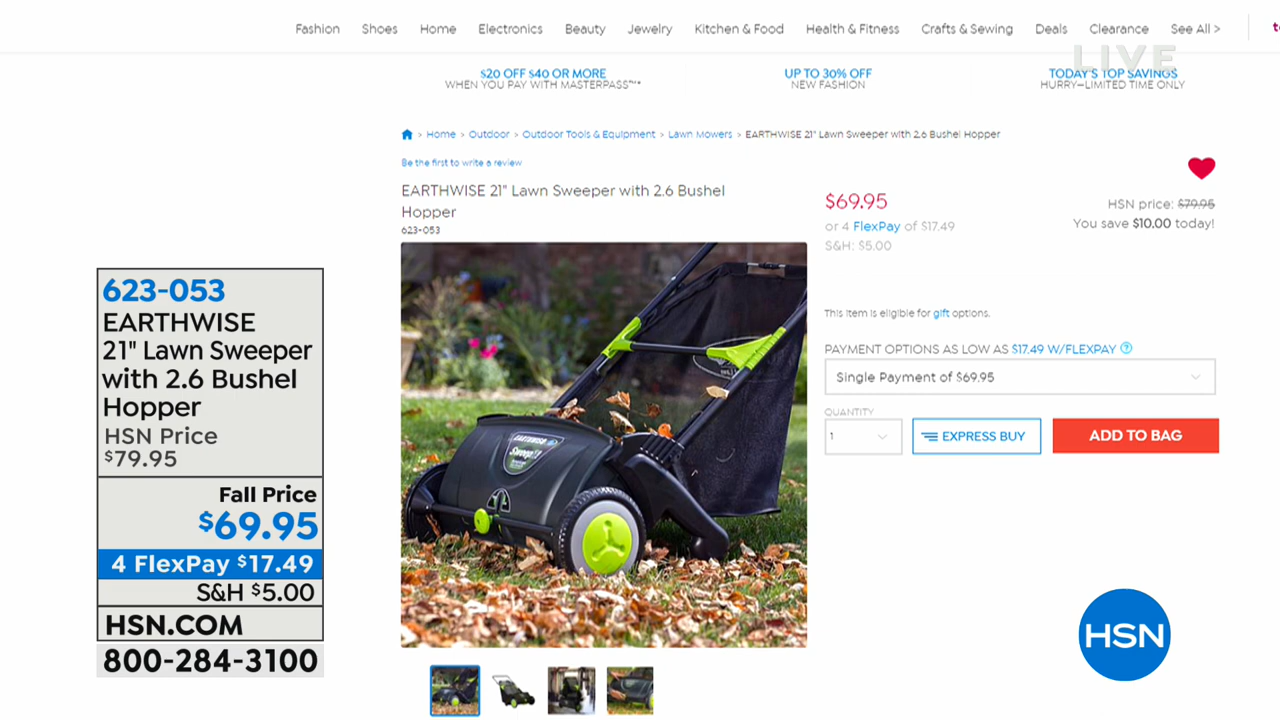 Fashion Shoes Home Electronics Beauty Jewelry Kitchen & Food Health & Fitness Crafts & Sewing Deals Clearance See All >
LIVE
$20 OFF $40 OR MORE
WHEN YOU PAY WITH MASTERPASS™*
UP TO 30% OFF
NEW FASHION
TODAY'S TOP SAVINGS
HURRY—LIMITED TIME ONLY
> Home > Outdoor > Outdoor Tools & Equipment > Lawn Mowers > EARTHWISE 21" Lawn Sweeper with 2.6 Bushel Hopper
Be the first to write a review
EARTHWISE 21" Lawn Sweeper with 2.6 Bushel
Hopper
623-053
EARTHWISE
Sweep it
$69.95
or 4 FlexPay of $17.49
S&H: $5.00
HSN price: $79.95
You save $10.00 today!
This item is eligible for gift options.
PAYMENT OPTIONS AS LOW AS $17.49 W/FLEXPAY ?
Single Payment of $69.95
QUANTITY
1
EXPRESS BUY
ADD TO BAG
623-053
EARTHWISE
21" Lawn Sweeper
with 2.6 Bushel
Hopper
HSN Price
$79.95
Fall Price
$69.95
4 FlexPay $17.49
S&H $5.00
HSN.COM
800-284-3100
HSN